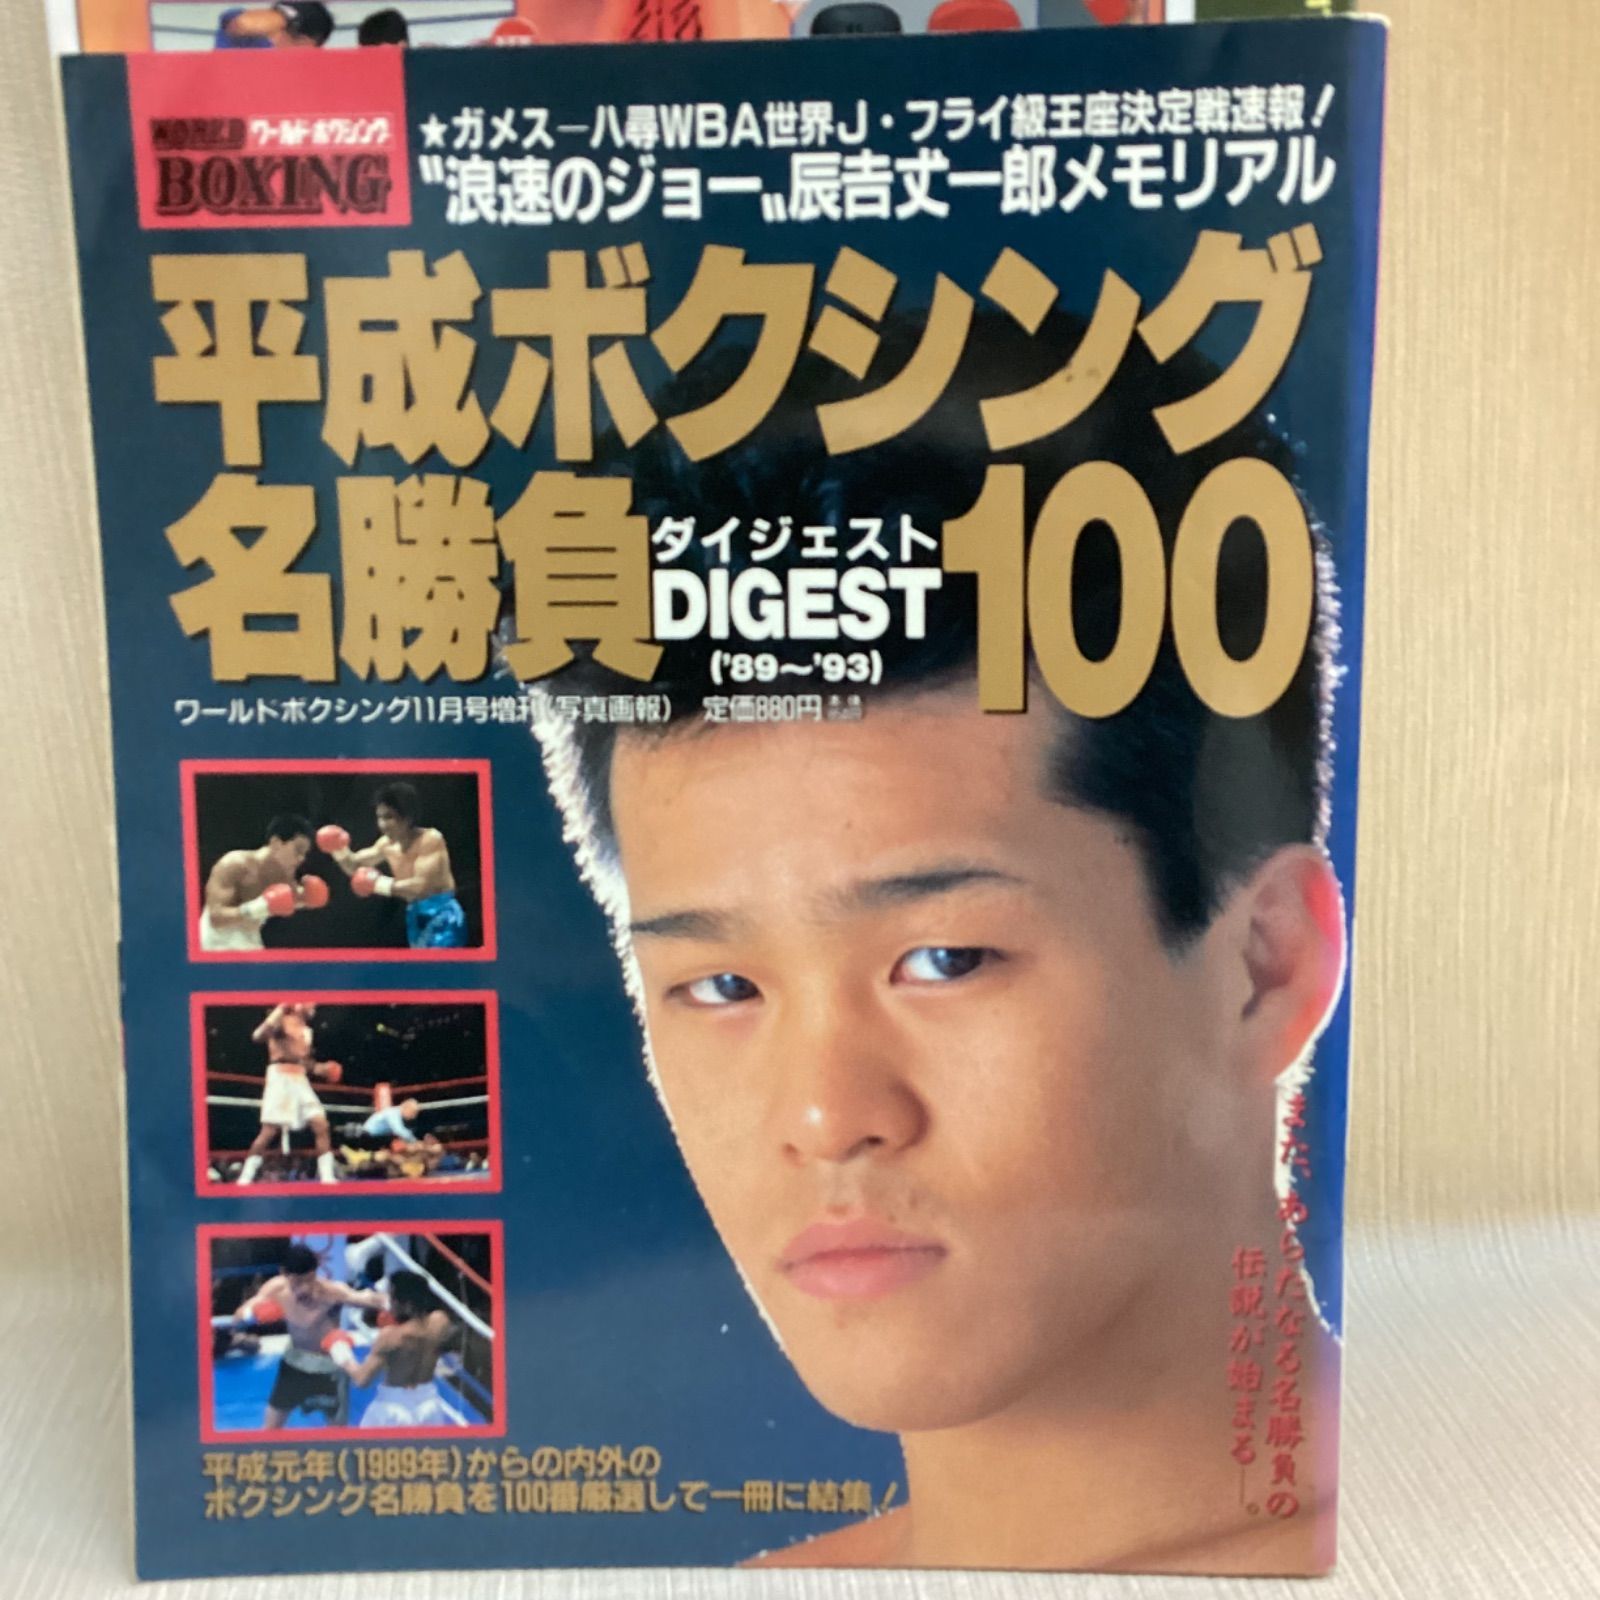 WORLD ワールドボクシング
BOXING
★ガメス―八尋WBA世界J・フライ級王座決定戦速報!
〝浪速のジョー〟辰吉丈一郎メモリアル
平成ボクシング
名勝負 ダイジェスト DIGEST ('89〜'93) 100
ワールドボクシング11月号増刊(写真画報) 定価880円
また、あらたなる名勝負の
伝説が始まる―。
平成元年(1989年)からの内外の
ボクシング名勝負を100番厳選して一冊に結集!